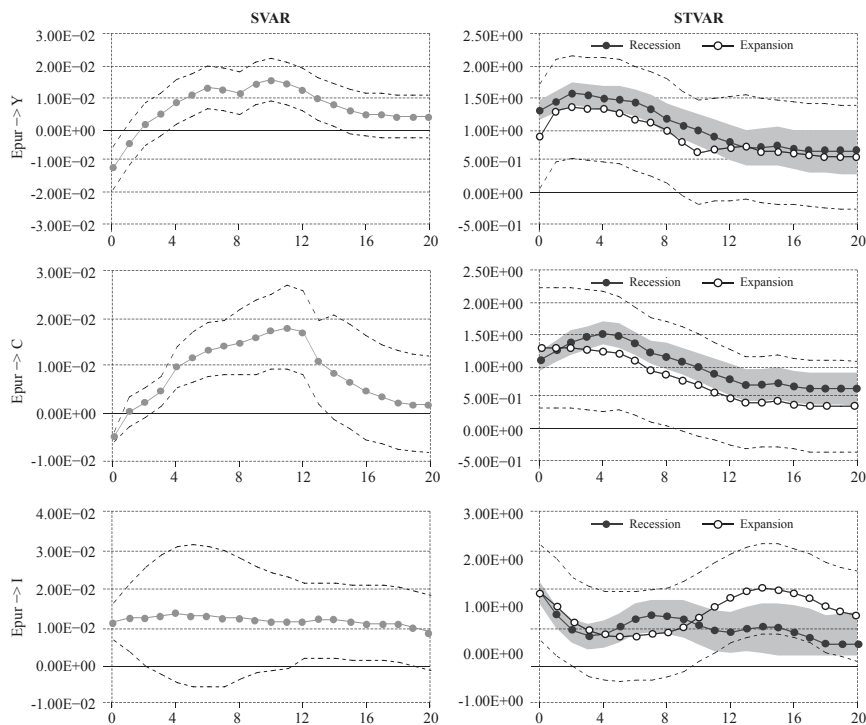 SVAR
STVAR
Epur −> Y
3.00E−02
2.00E−02
1.00E−02
0.00E+00
-1.00E−02
-2.00E−02
-3.00E−02
0 4 8 12 16 20
2.50E+00
2.00E+00
1.50E+00
1.00E+00
5.00E−01
0.00E+00
-5.00E−01
Recession Expansion
0 4 8 12 16 20
Epur −> C
3.00E−02
2.00E−02
1.00E−02
0.00E+00
-1.00E−02
0 4 8 12 16 20
2.50E+00
2.00E+00
1.50E+00
1.00E+00
5.00E−01
0.00E+00
-5.00E−01
Recession Expansion
0 4 8 12 16 20
Epur −> I
4.00E−02
3.00E−02
2.00E−02
1.00E−02
0.00E+00
-1.00E−02
0 4 8 12 16 20
3.00E+00
2.00E+00
1.00E+00
0.00E+00
-1.00E+00
Recession Expansion
0 4 8 12 16 20